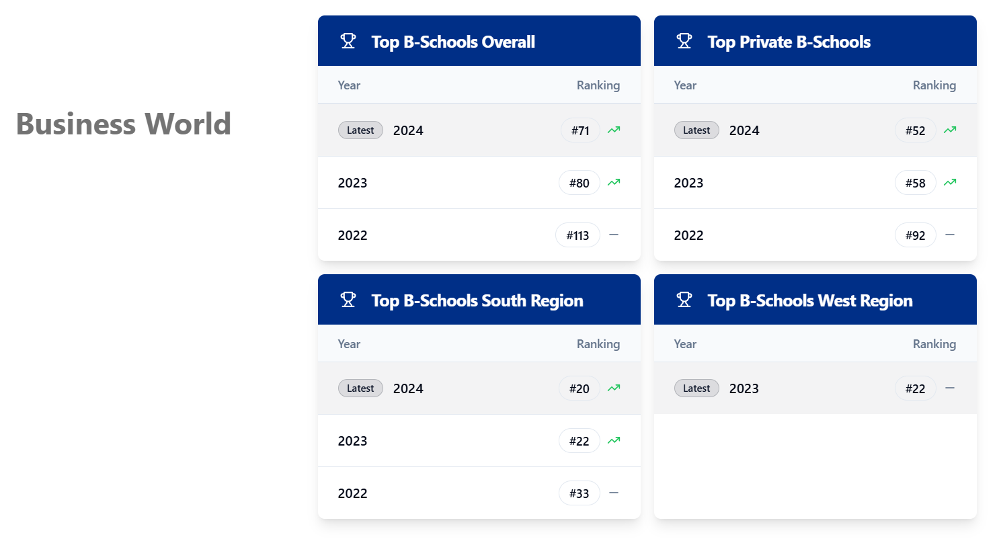 Business World
Top B-Schools Overall
Year Ranking
Latest 2024 #71
2023 #80
2022 #113
Top Private B-Schools
Year Ranking
Latest 2024 #52
2023 #58
2022 #92
Top B-Schools South Region
Year Ranking
Latest 2024 #20
2023 #22
2022 #33
Top B-Schools West Region
Year Ranking
Latest 2023 #22